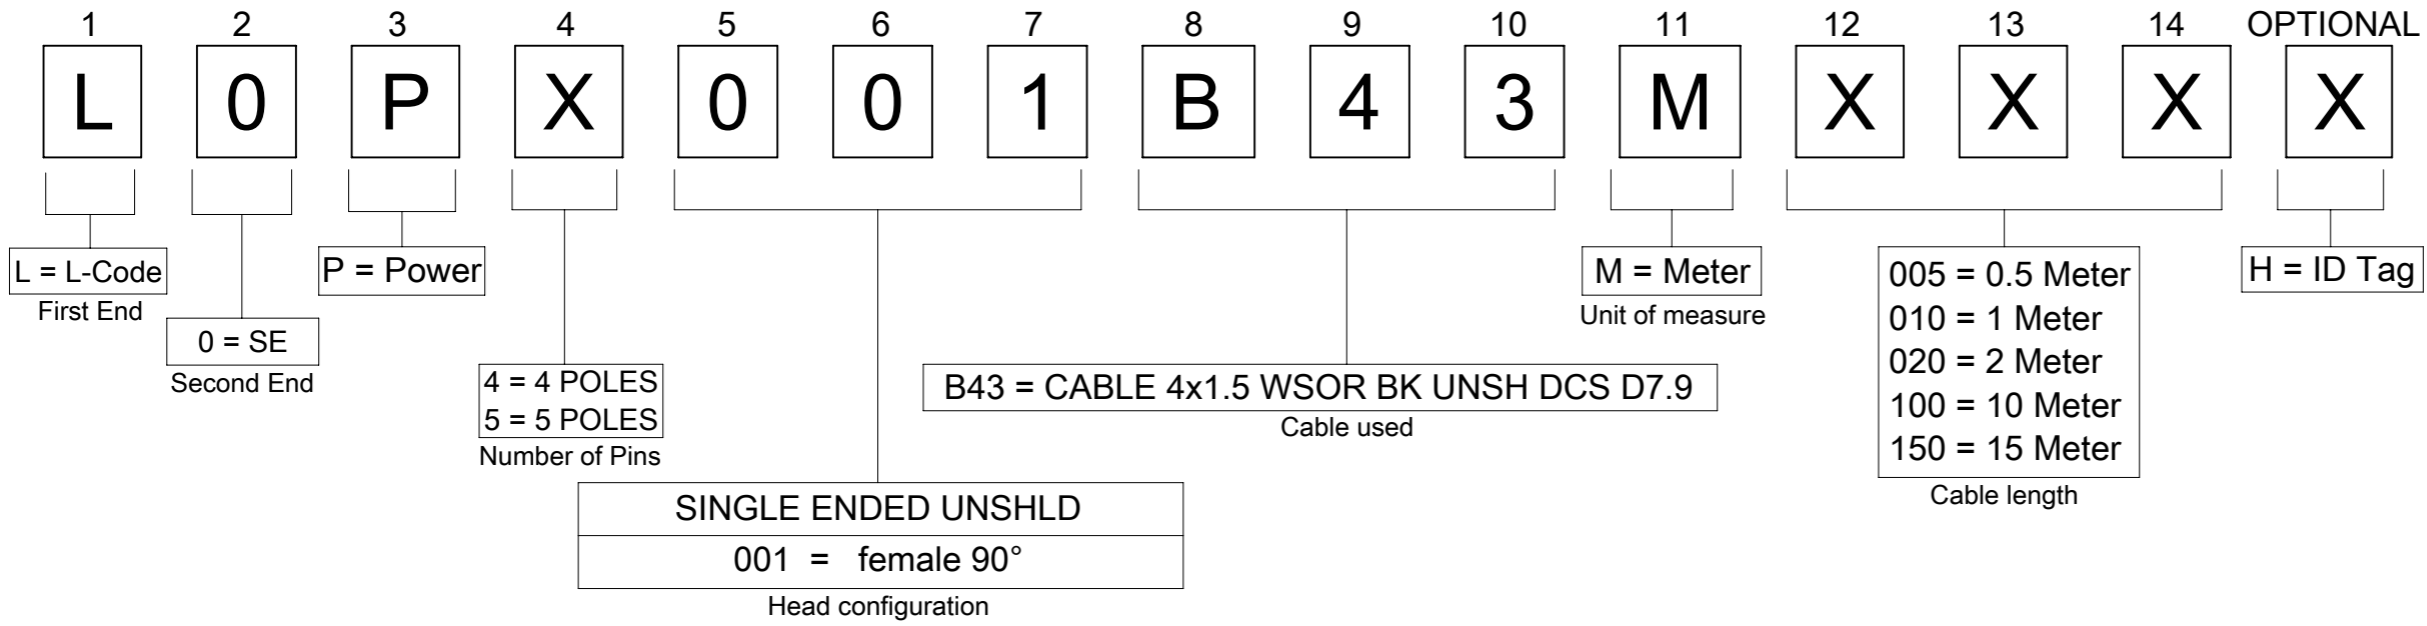 1 2 3 4 5 6 7 8 9 10 11 12 13 14 OPTIONAL
L 0 P X 0 0 1 B 4 3 M X X X X
L = L-Code
First End
0 = SE
Second End
P = Power
4 = 4 POLES
5 = 5 POLES
Number of Pins
SINGLE ENDED UNSHLD
001 = female 90°
Head configuration
B43 = CABLE 4x1.5 WSOR BK UNSH DCS D7.9
Cable used
M = Meter
Unit of measure
005 = 0.5 Meter
010 = 1 Meter
020 = 2 Meter
100 = 10 Meter
150 = 15 Meter
Cable length
H = ID Tag